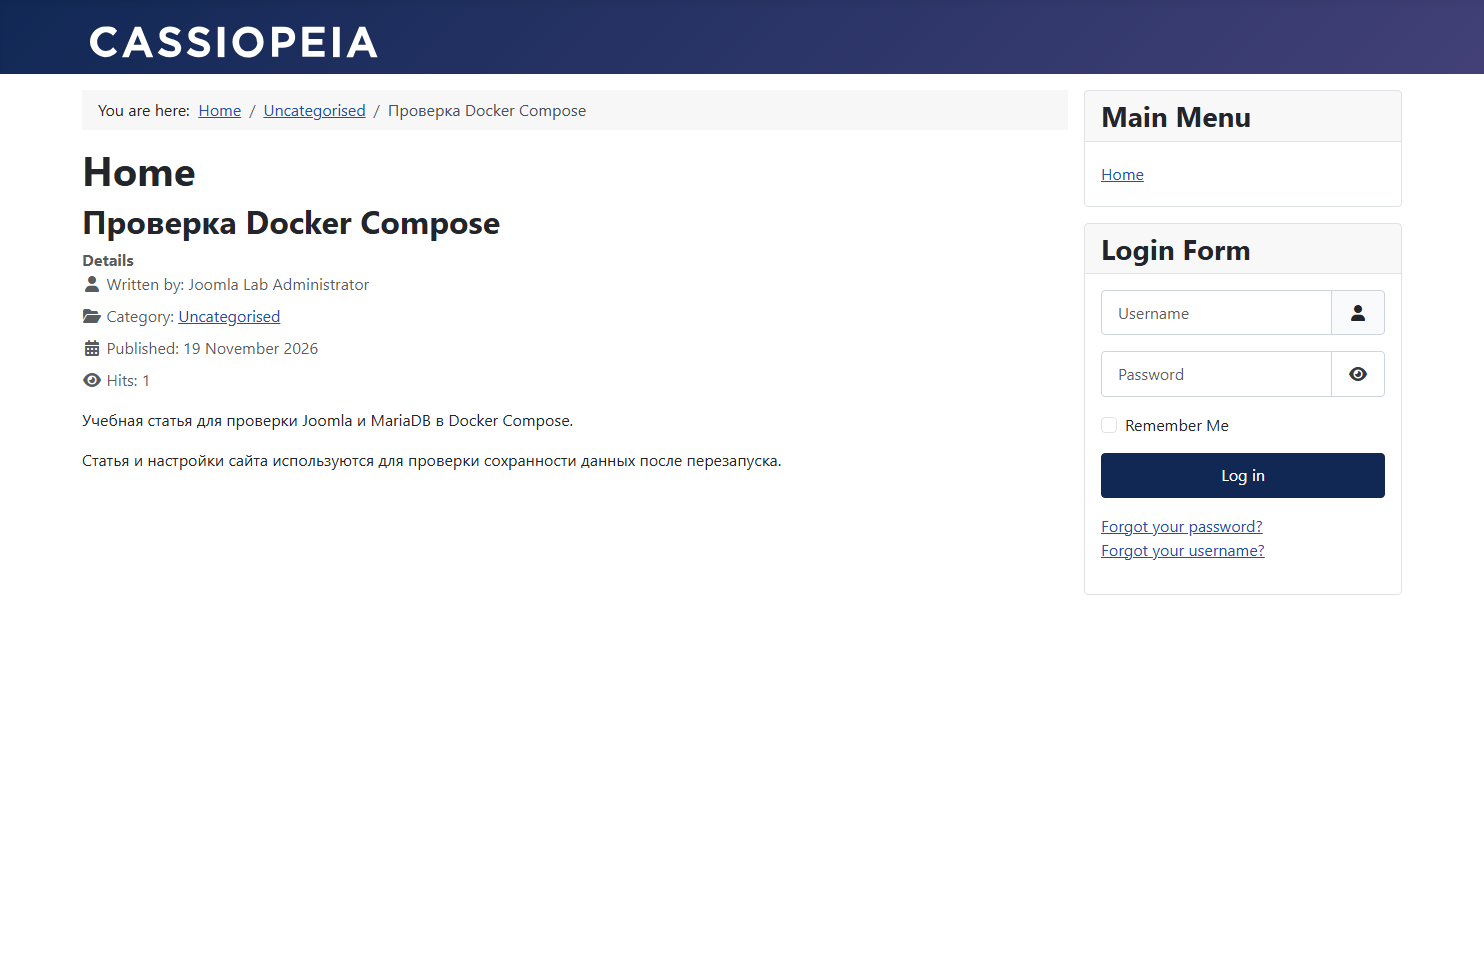 CASSIOPEIA
You are here: Home / Uncategorised / Проверка Docker Compose
Home
Проверка Docker Compose
Details
Written by: Joomla Lab Administrator
Category: Uncategorised
Published: 19 November 2026
Hits: 1
Учебная статья для проверки Joomla и MariaDB в Docker Compose.
Статья и настройки сайта используются для проверки сохранности данных после перезапуска.
Main Menu
Home
Login Form
Username
Password
Remember Me
Log in
Forgot your password?
Forgot your username?